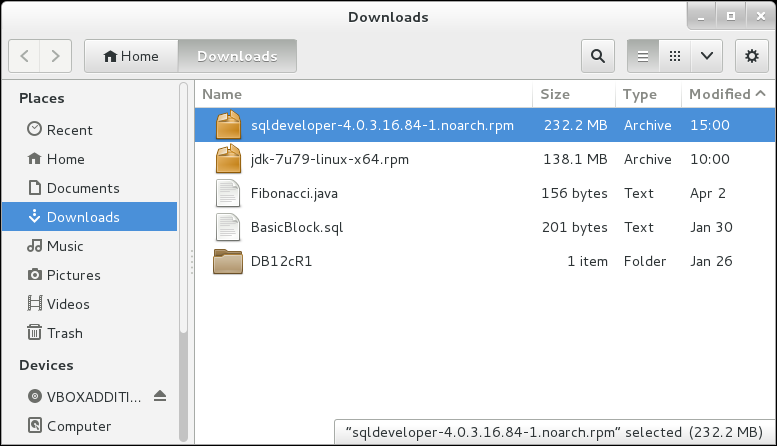 Downloads
Home Downloads
Places
Recent
Home
Documents
Downloads
Music
Pictures
Videos
Trash
Devices
VBOXADDITI...
Computer
Name Size Type Modified
sqldeveloper-4.0.3.16.84-1.noarch.rpm 232.2 MB Archive 15:00
jdk-7u79-linux-x64.rpm 138.1 MB Archive 10:00
Fibonacci.java 156 bytes Text Apr 2
BasicBlock.sql 201 bytes Text Jan 30
DB12cR1 1 item Folder Jan 26
“sqldeveloper-4.0.3.16.84-1.noarch.rpm” selected (232.2 MB)